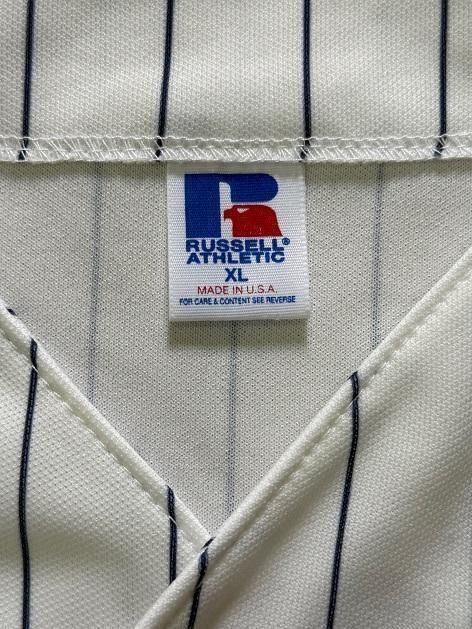 RUSSELL®
ATHLETIC
XL
MADE IN U.S.A.
FOR CARE & CONTENT SEE REVERSE